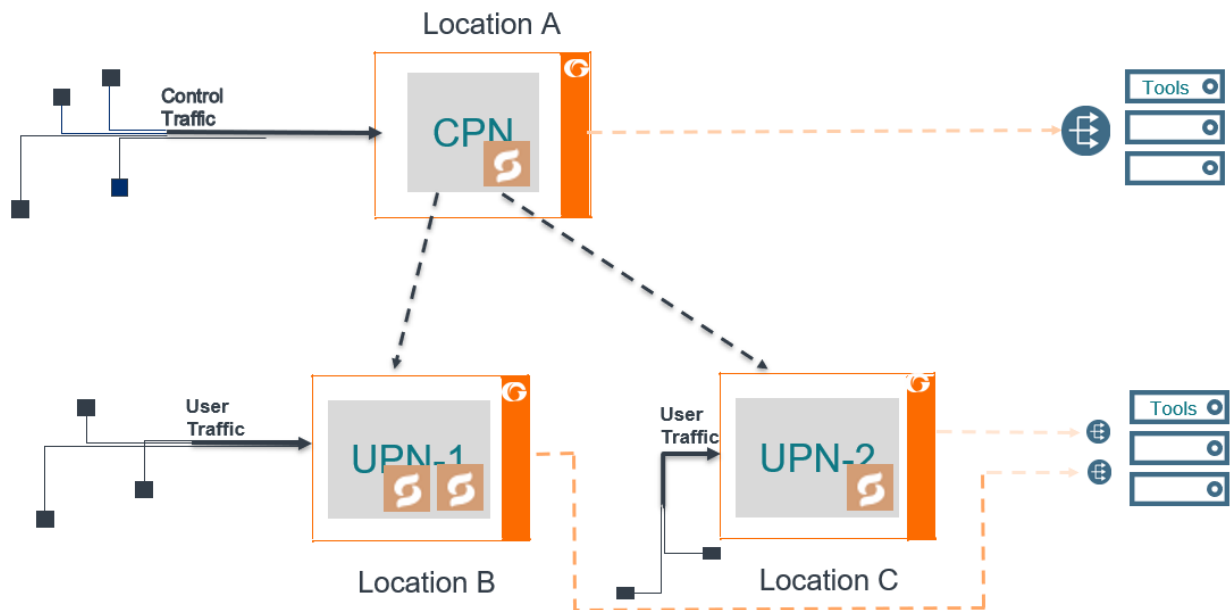 Location A
Control
Traffic
CPN
Tools
User
Traffic
UPN-1
Location B
User
Traffic
UPN-2
Location C
Tools